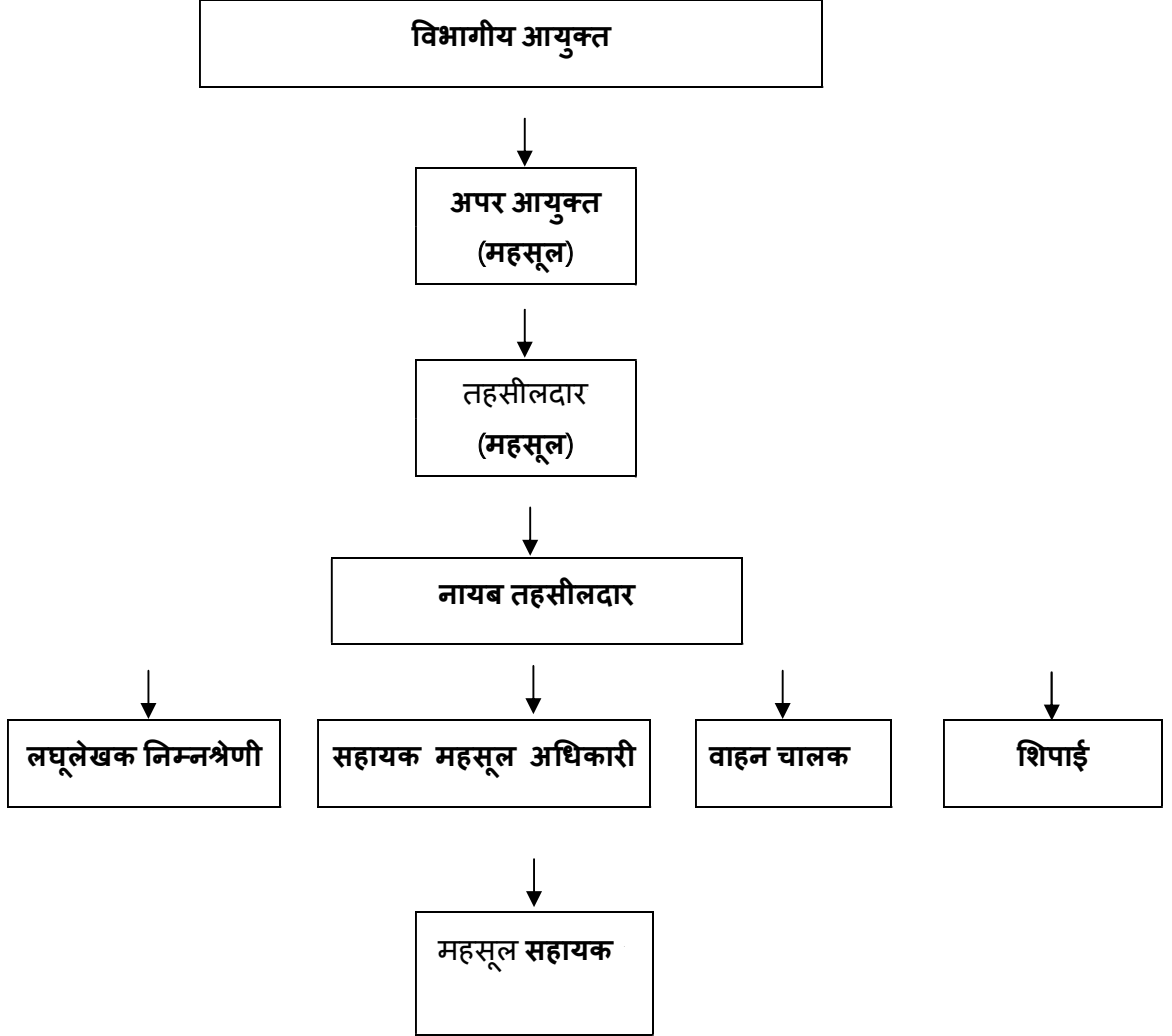 विभागीय आयुक्त
अपर आयुक्त
(महसूल)
तहसीलदार
(महसूल)
नायब तहसीलदार
लघूलेखक निम्नश्रेणी
सहायक महसूल अधिकारी
वाहन चालक
शिपाई
महसूल सहायक